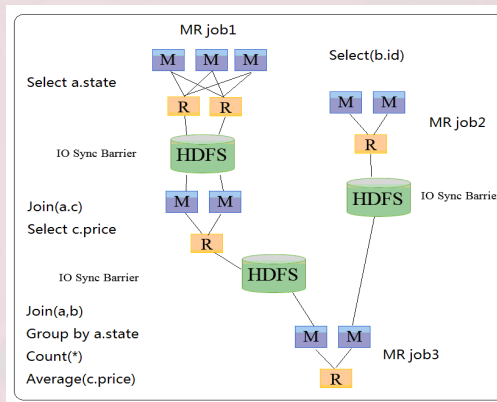 MR job1
M M M
Select(b.id)
Select a.state
R R
M M
MR job2
R
IO Sync Barrier
HDFS
M M
HDFS
IO Sync Barrier
Join(a.c)
Select c.price
R
IO Sync Barrier
HDFS
Join(a,b)
Group by a.state
Count(*)
Average(c.price)
M M
MR job3
R